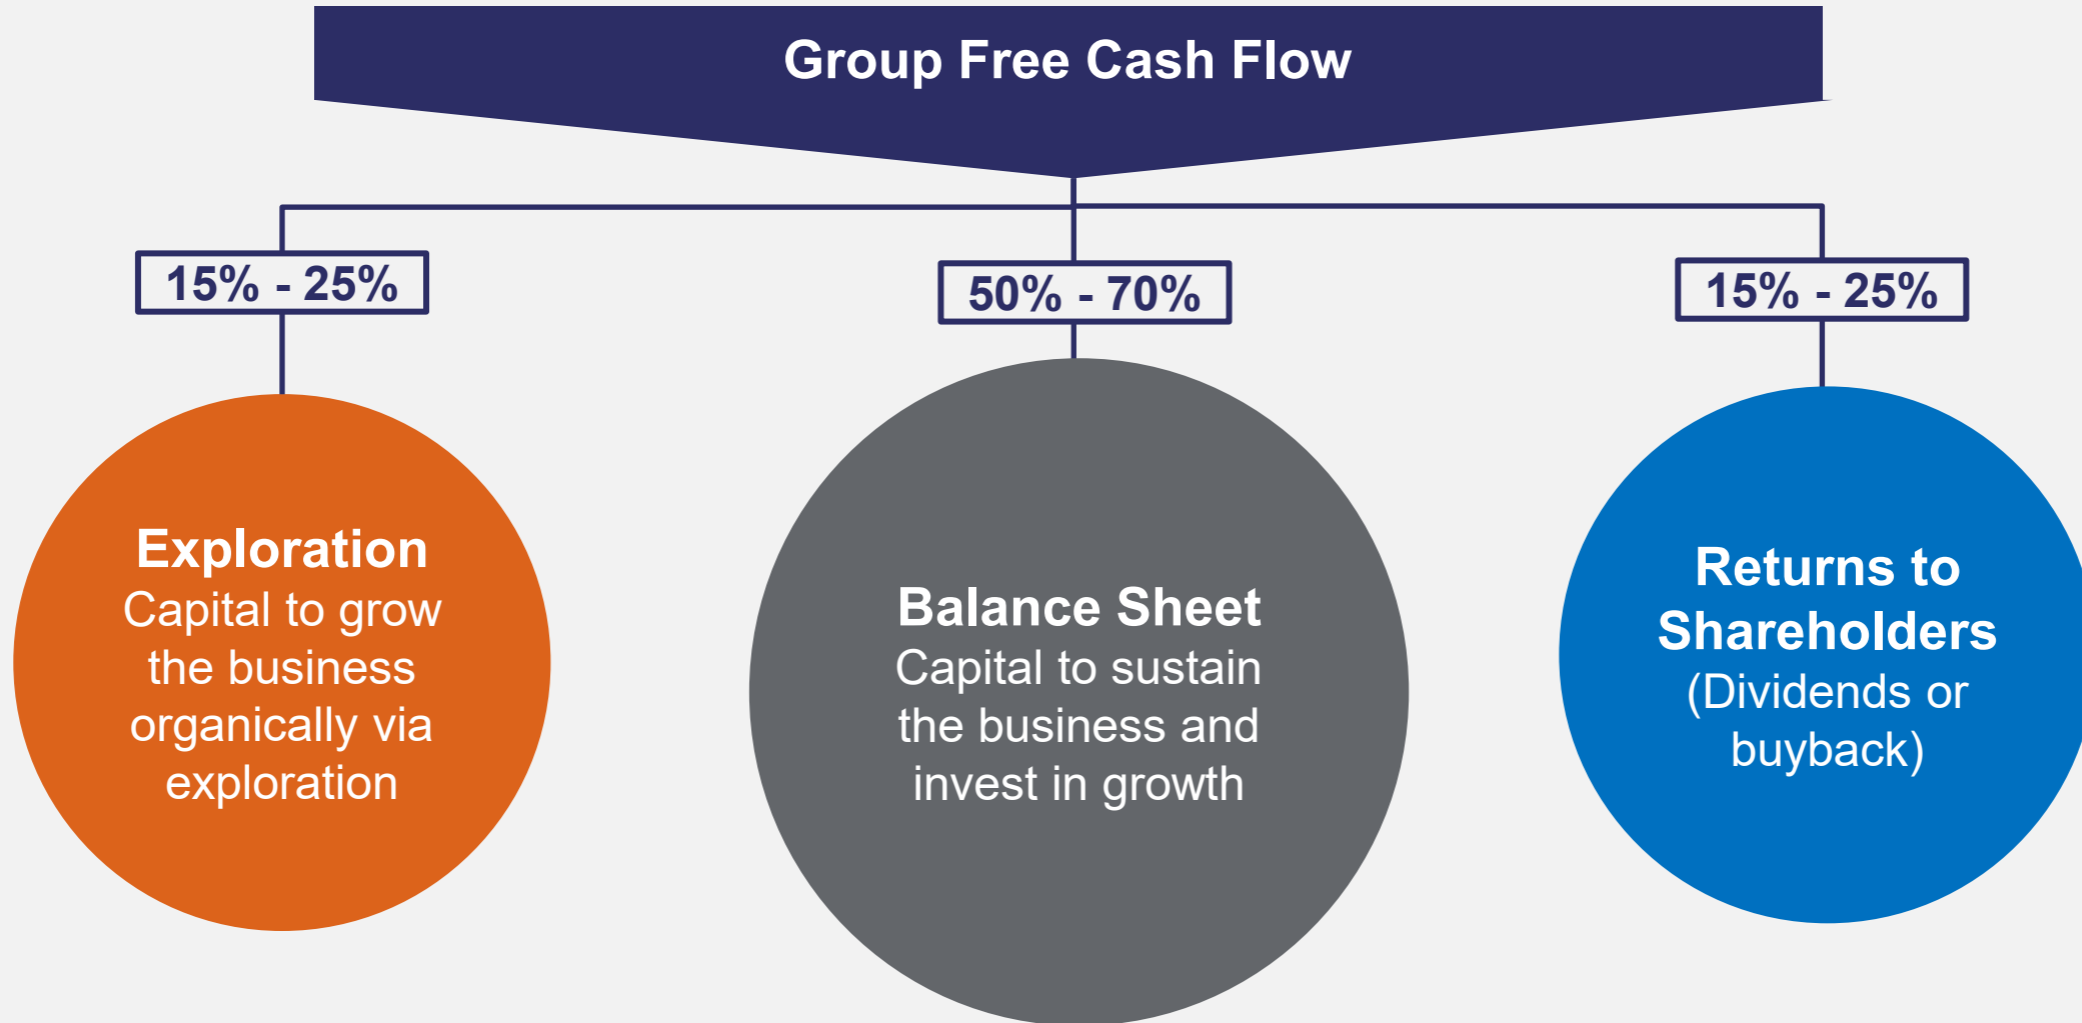 Group Free Cash Flow
15% - 25%
50% - 70%
15% - 25%
Exploration
Capital to grow
the business
organically via
exploration
Balance Sheet
Capital to sustain
the business and
invest in growth
Returns to
Shareholders
(Dividends or
buyback)